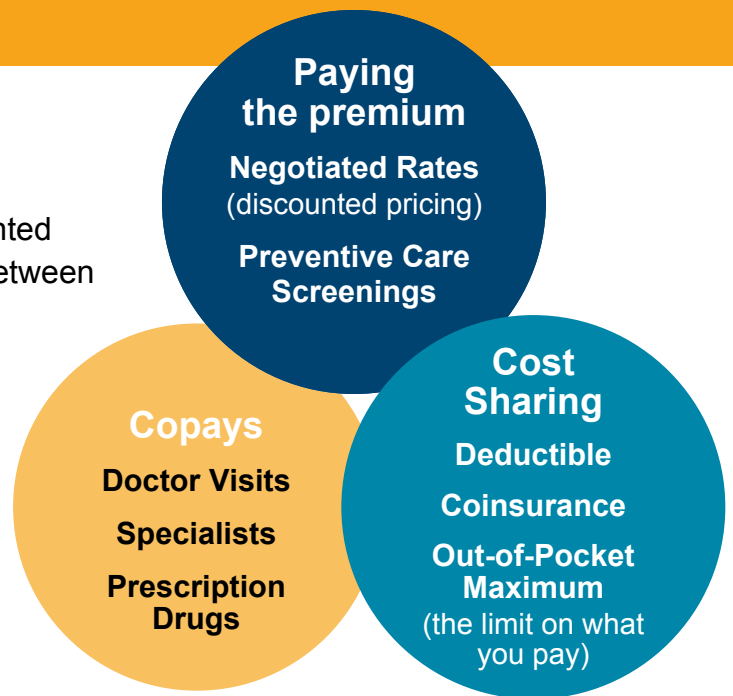 Paying
the premium
Negotiated Rates
(discounted pricing)
Preventive Care
Screenings
etween
Copays
Doctor Visits
Specialists
Prescription
Drugs
Cost
Sharing
Deductible
Coinsurance
Out-of-Pocket
Maximum
(the limit on what
you pay)